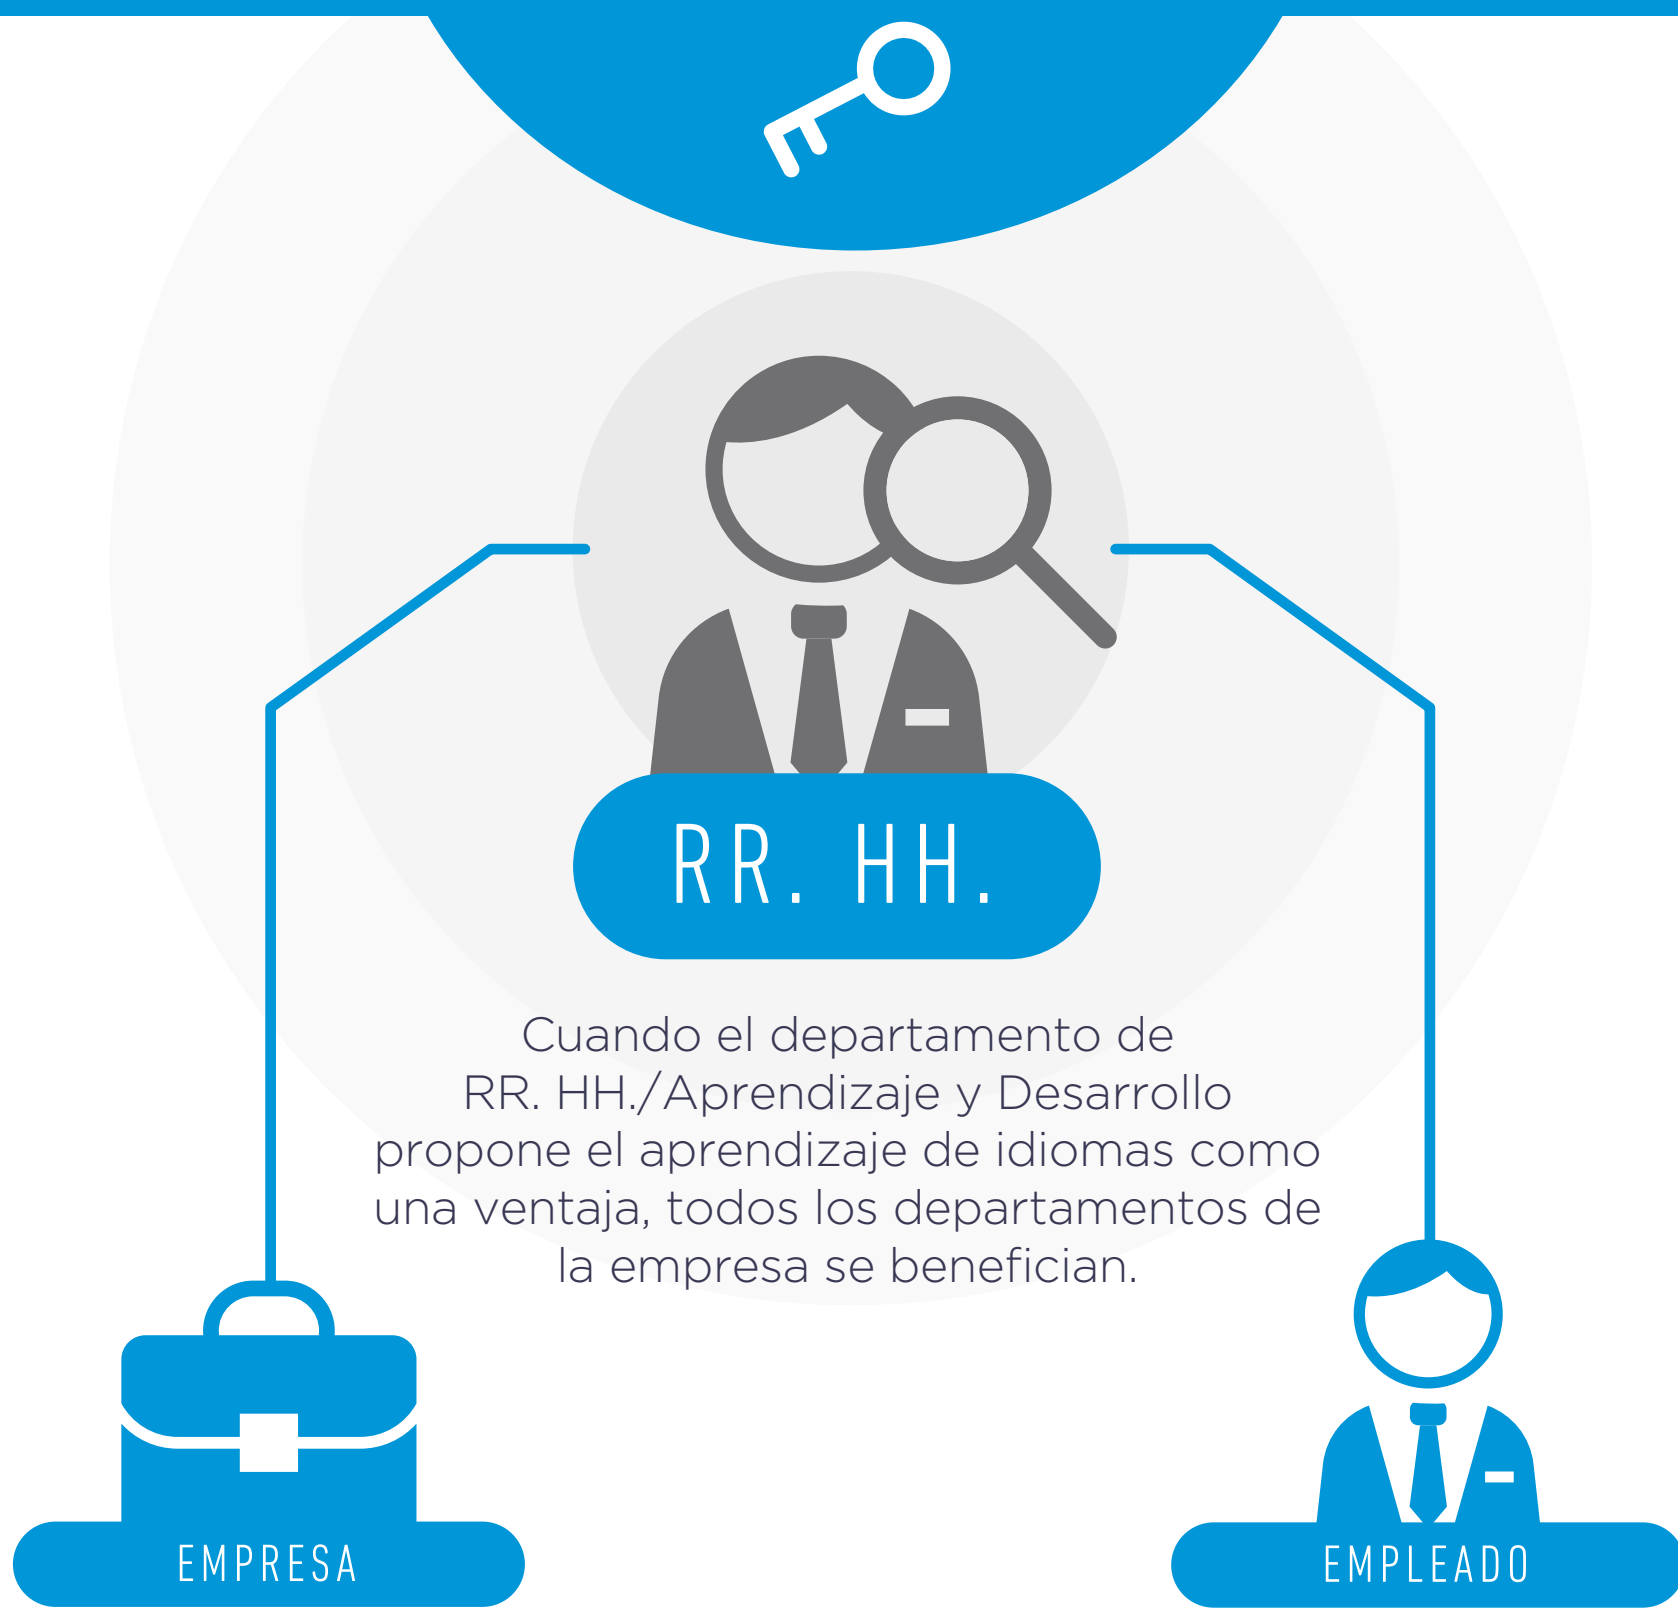 RR. HH.
Cuando el departamento de
RR. HH./Aprendizaje y Desarrollo
propone el aprendizaje de idiomas como
una ventaja, todos los departamentos de
la empresa se benefician.
EMPRESA
EMPLEADO